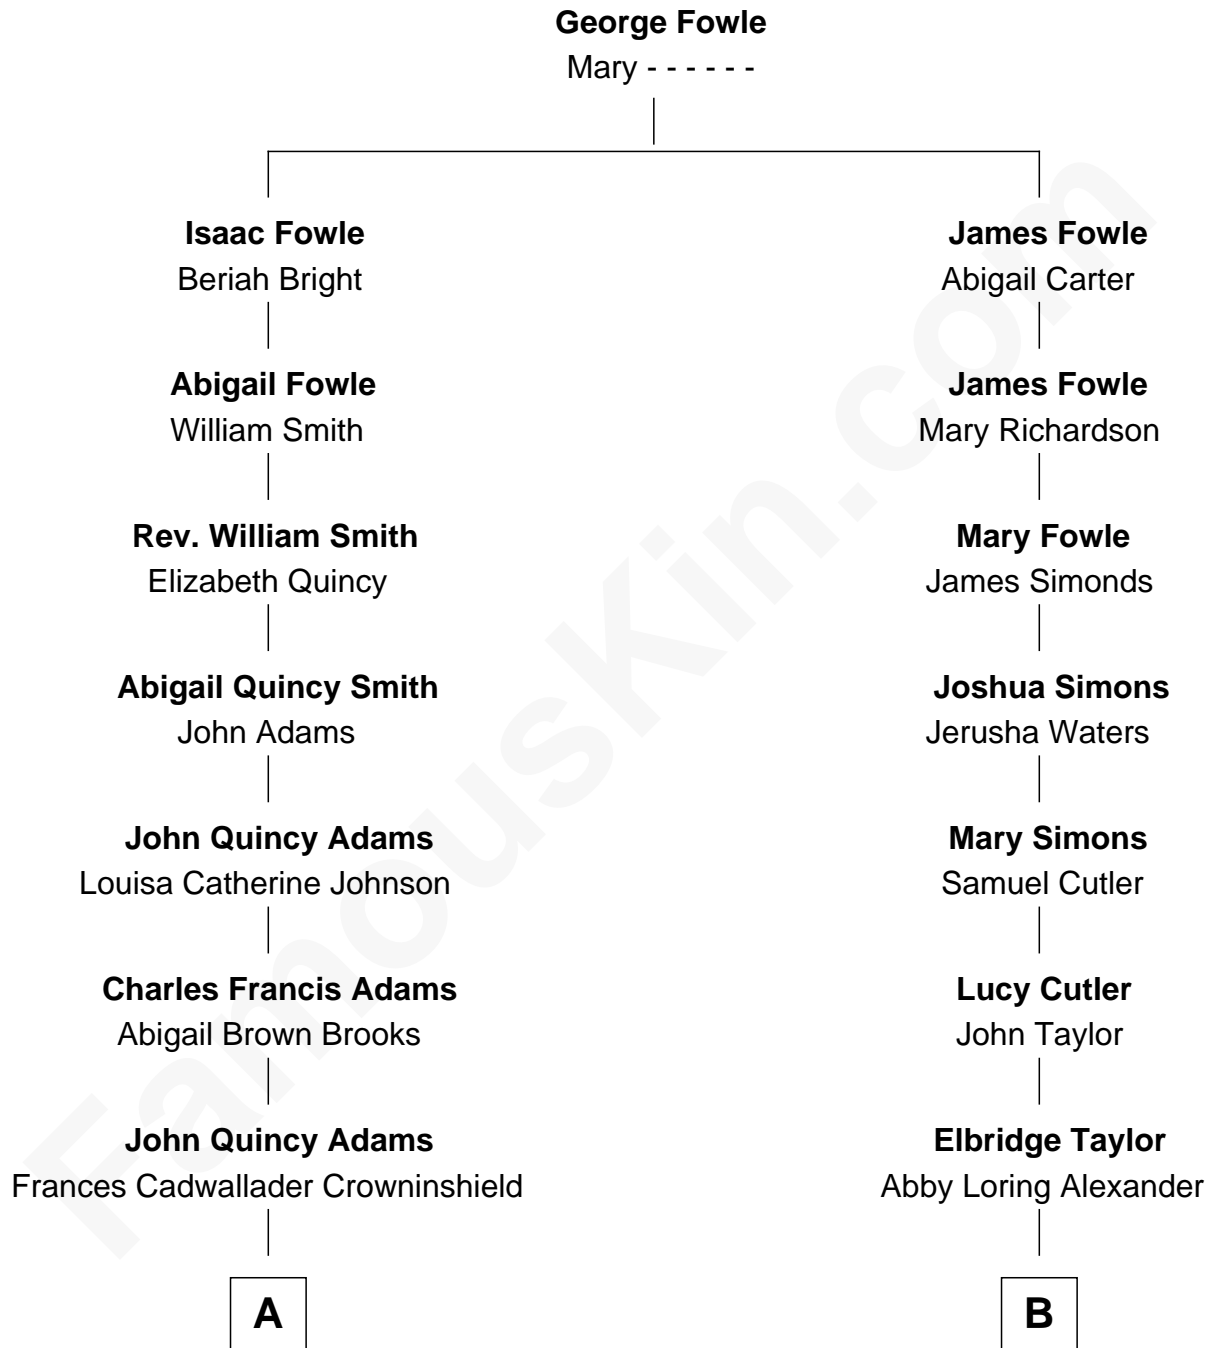 George Fowle
Mary - - - - - -
Isaac Fowle
Beriah Bright
Abigail Fowle
William Smith
Rev. William Smith
Elizabeth Quincy
Abigail Quincy Smith
John Adams
John Quincy Adams
Louisa Catherine Johnson
Charles Francis Adams
Abigail Brown Brooks
John Quincy Adams
Frances Cadwallader Crowninshield
A
James Fowle
Abigail Carter
James Fowle
Mary Richardson
Mary Fowle
James Simonds
Joshua Simons
Jerusha Waters
Mary Simons
Samuel Cutler
Lucy Cutler
John Taylor
Elbridge Taylor
Abby Loring Alexander
B
FamousKin.com